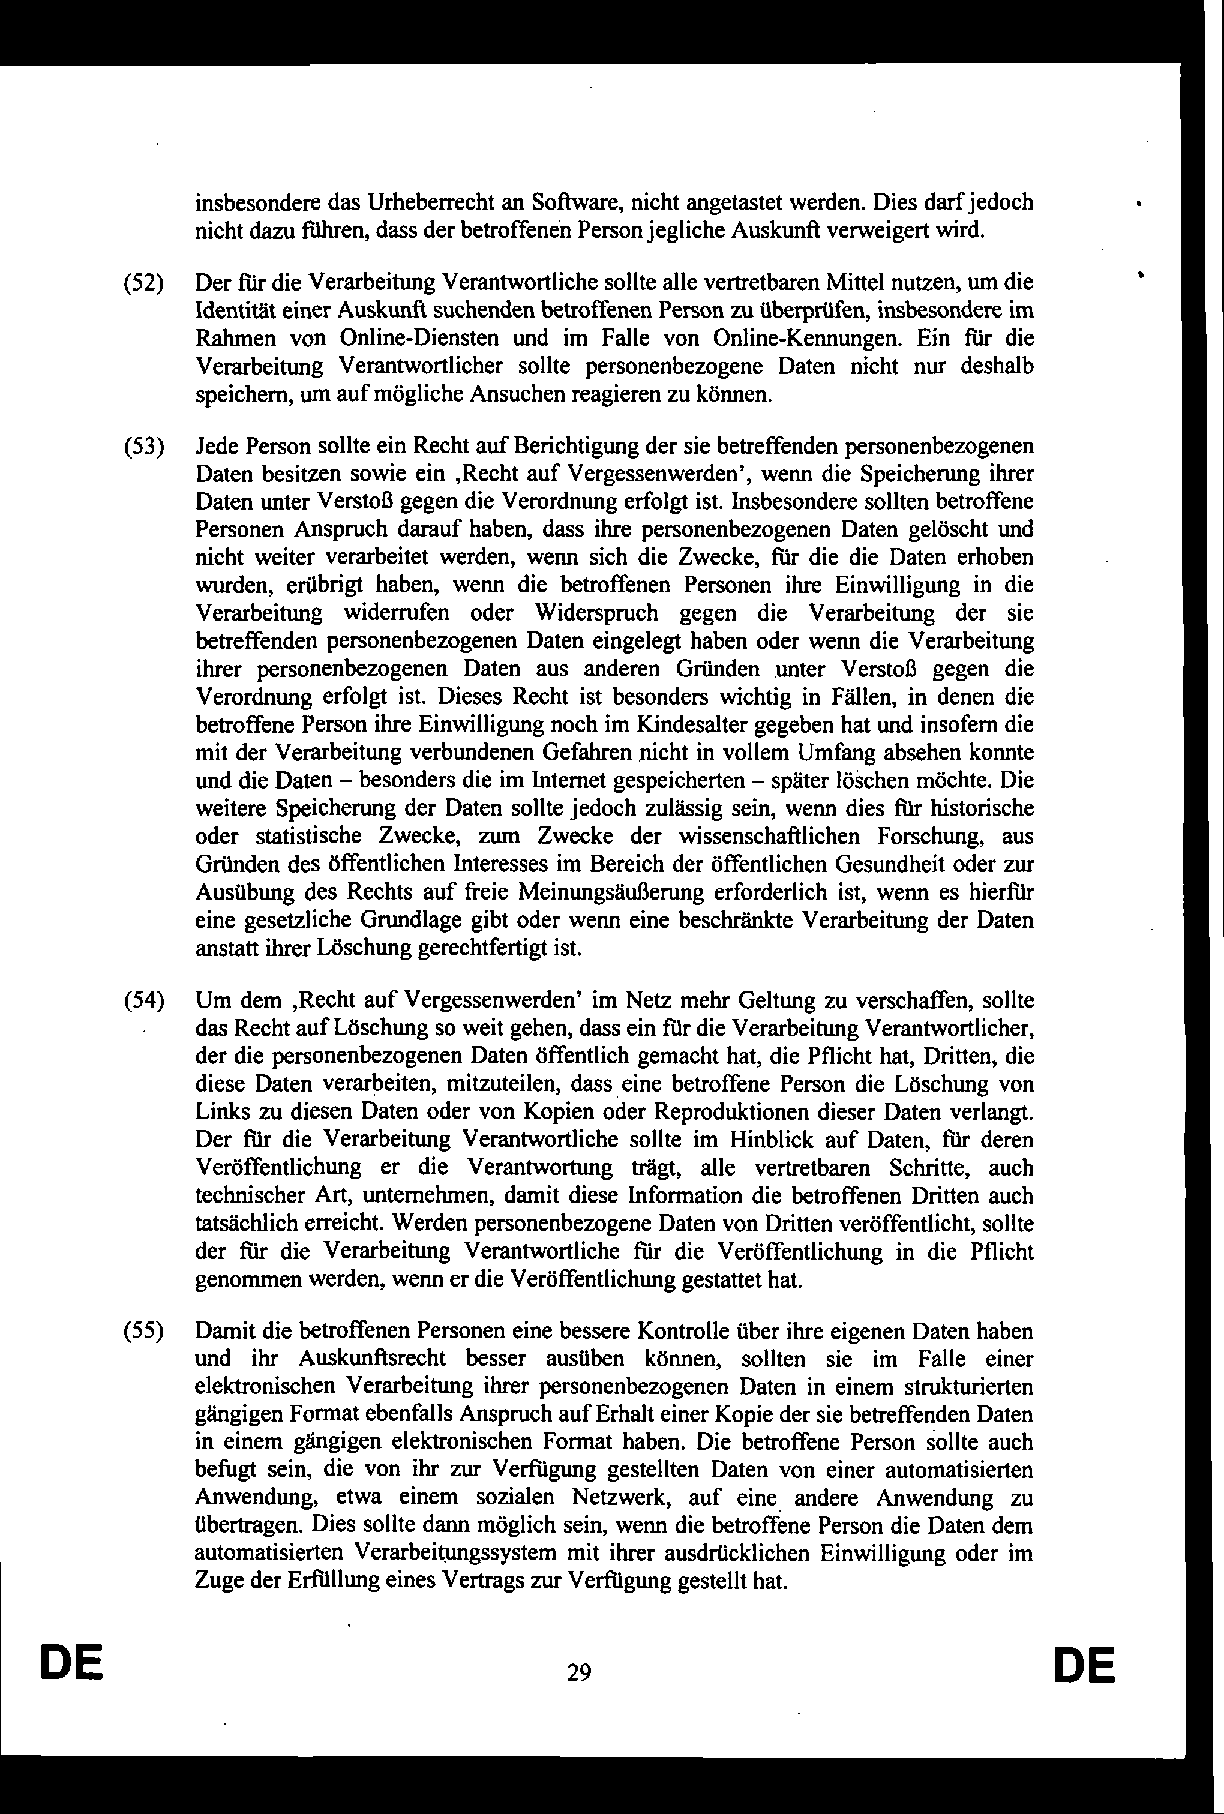 insbesondere das Urheberrecht an Software, nicht angetastet werden. Dies darf jedoch
nicht dazu führen, dass der betroffenen Person jegliche Auskunft verweigert wird.
(52) Der für die Verarbeitung Verantwortliche sollte alle vertretbaren Mittel nutzen, um die
Identität einer Auskunft suchenden betroffenen Person zu überprüfen, insbesondere im
Rahmen von Online-Diensten und im Falle von Online-Kennungen. Ein für die
Verarbeitung Verantwortlicher sollte personenbezogene Daten nicht nur deshalb
speichern, um auf mögliche Ansuchen reagieren zu können.
(53) Jede Person sollte ein Recht auf Berichtigung der sie betreffenden personenbezogenen
Daten besitzen sowie ein ‚Recht auf Vergessenwerden’, wenn die Speicherung ihrer
Daten unter Verstoß gegen die Verordnung erfolgt ist. Insbesondere sollten betroffene
Personen Anspruch darauf haben, dass ihre personenbezogenen Daten gelöscht und
nicht weiter verarbeitet werden, wenn sich die Zwecke, für die die Daten erhoben
wurden, erübrigt haben, wenn die betroffenen Personen ihre Einwilligung in die
Verarbeitung widerrufen oder Widerspruch gegen die Verarbeitung der sie
betreffenden personenbezogenen Daten eingelegt haben oder wenn die Verarbeitung
ihrer personenbezogenen Daten aus anderen Gründen unter Verstoß gegen die
Verordnung erfolgt ist. Dieses Recht ist besonders wichtig in Fällen, in denen die
betroffene Person ihre Einwilligung noch im Kindesalter gegeben hat und insofern die
mit der Verarbeitung verbundenen Gefahren nicht in vollem Umfang absehen konnte
und die Daten – besonders die im Internet gespeicherten – später löschen möchte. Die
weitere Speicherung der Daten sollte jedoch zulässig sein, wenn dies für historische
oder statistische Zwecke, zum Zwecke der wissenschaftlichen Forschung, aus
Gründen des öffentlichen Interesses im Bereich der öffentlichen Gesundheit oder zur
Ausübung des Rechts auf freie Meinungsäußerung erforderlich ist, wenn es hierfür
eine gesetzliche Grundlage gibt oder wenn eine beschränkte Verarbeitung der Daten
anstatt ihrer Löschung gerechtfertigt ist.
(54) Um dem ‚Recht auf Vergessenwerden’ im Netz mehr Geltung zu verschaffen, sollte
das Recht auf Löschung so weit gehen, dass ein für die Verarbeitung Verantwortlicher,
der die personenbezogenen Daten öffentlich gemacht hat, die Pflicht hat, Dritten, die
diese Daten verarbeiten, mitzuteilen, dass eine betroffene Person die Löschung von
Links zu diesen Daten oder von Kopien oder Reproduktionen dieser Daten verlangt.
Der für die Verarbeitung Verantwortliche sollte im Hinblick auf Daten, für deren
Veröffentlichung er die Verantwortung trägt, alle vertretbaren Schritte, auch
technischer Art, unternehmen, damit diese Information die betroffenen Dritten auch
tatsächlich erreicht. Werden personenbezogene Daten von Dritten veröffentlicht, sollte
der für die Verarbeitung Verantwortliche für die Veröffentlichung in die Pflicht
genommen werden, wenn er die Veröffentlichung gestattet hat.
(55) Damit die betroffenen Personen eine bessere Kontrolle über ihre eigenen Daten haben
und ihr Auskunftsrecht besser ausüben können, sollten sie im Falle einer
elektronischen Verarbeitung ihrer personenbezogenen Daten in einem strukturierten
gängigen Format ebenfalls Anspruch auf Erhalt einer Kopie der sie betreffenden Daten
in einem gängigen elektronischen Format haben. Die betroffene Person sollte auch
befugt sein, die von ihr zur Verfügung gestellten Daten von einer automatisierten
Anwendung, etwa einem sozialen Netzwerk, auf eine andere Anwendung zu
übertragen. Dies sollte dann möglich sein, wenn die betroffene Person die Daten dem
automatisierten Verarbeitungssystem mit ihrer ausdrücklichen Einwilligung oder im
Zuge der Erfüllung eines Vertrags zur Verfügung gestellt hat.
DE 29 DE